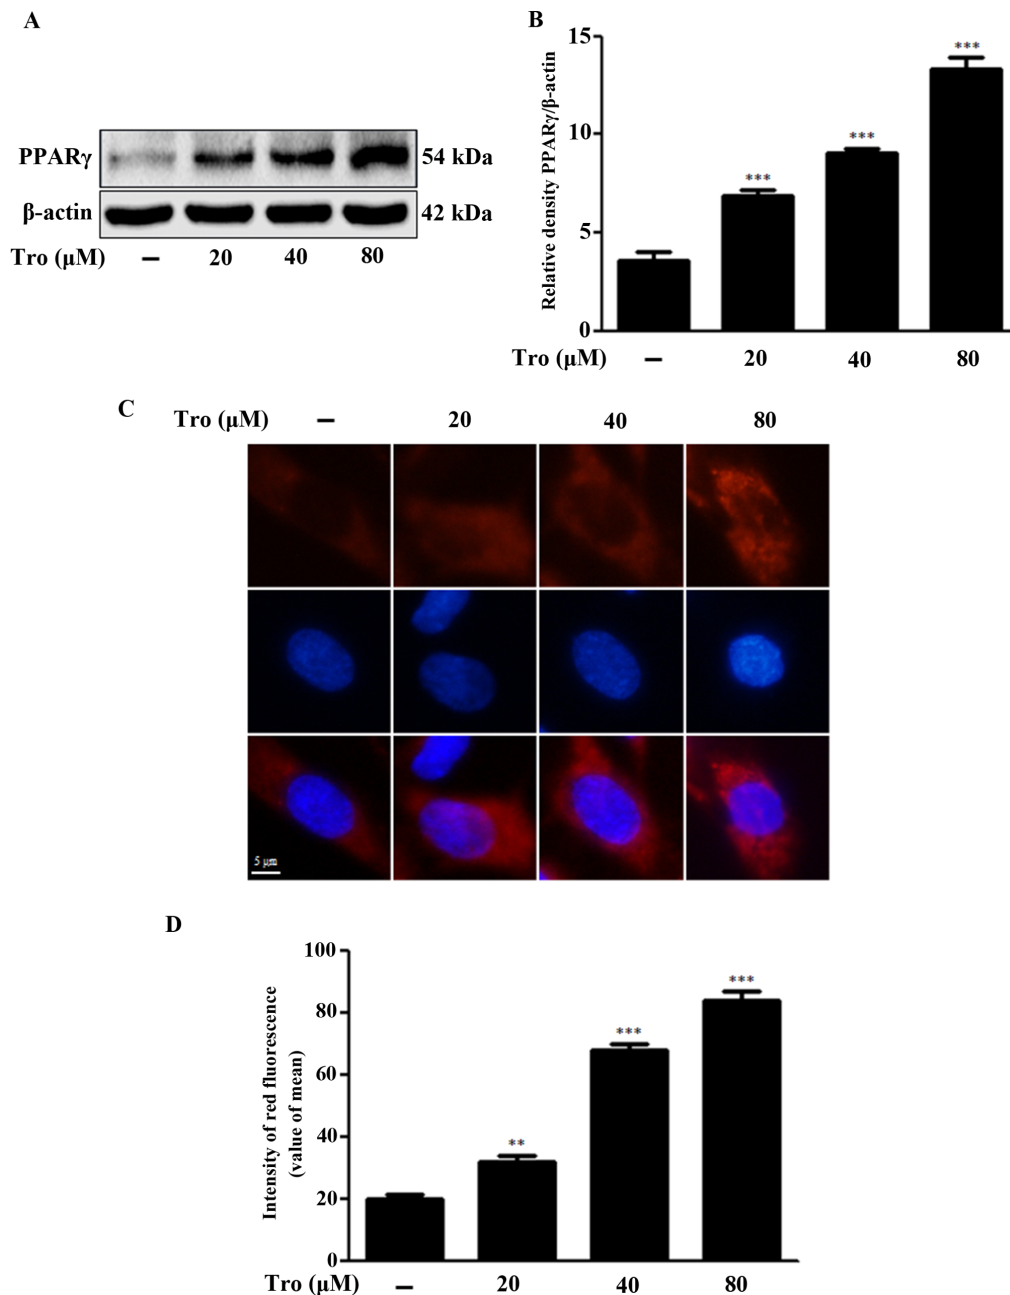 A
PPARγ
54 kDa
β-actin
42 kDa
Tro (μM) – 20 40 80
B
Relative density PPARγ/β-actin
15
10
5
0
***
***
***
Tro (μM) – 20 40 80
C
Tro (μM) – 20 40 80
5 μm
D
Intensity of red fluorescence
(value of mean)
100
80
60
40
20
0
**
***
***
Tro (μM) – 20 40 80